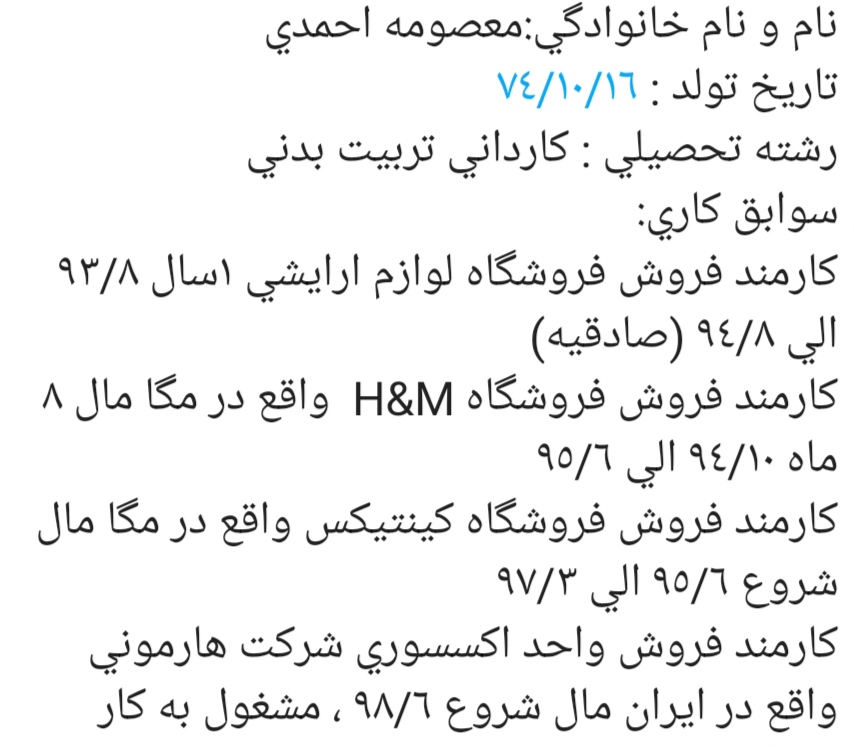 نام و نام خانوادگي:معصومه احمدي
تاريخ تولد : ٧٤/١٠/١٦
رشته تحصيلي : كارداني تربيت بدني
سوابق كاري:
كارمند فروش فروشگاه لوازم ارايشي ١سال ٩٣/٨
الي ٩٤/٨ (صادقيه)
كارمند فروش فروشگاه H&M واقع در مگا مال ٨
ماه ٩٤/١٠ الي ٩٥/٦
كارمند فروش فروشگاه كينتيكس واقع در مگا مال
شروع ٩٥/٦ الي ٩٧/٣
كارمند فروش واحد اكسسوري شركت هارموني
واقع در ايران مال شروع ٩٨/٦ ، مشغول به كار